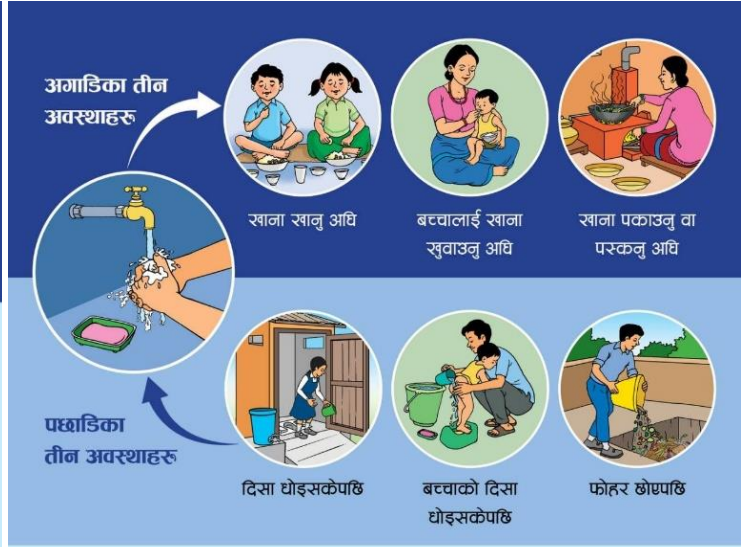 अगाडिका तीन
अवस्थाहरु
खाना खानु अघि
बच्चालाई खाना
खुवाउनु अघि
खाना पकाउनु वा
पस्कनु अघि
पछाडिका
तीन अवस्थाहरु
दिसा धोइसकेपछि
बच्चाको दिसा
धोइसकेपछि
फोहर छोएपछि